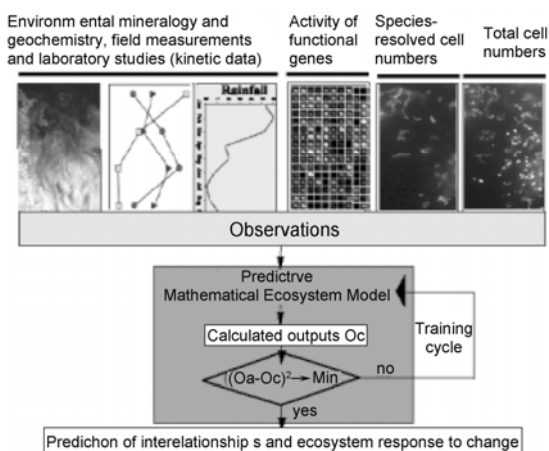 Environ mental mineralogy and
geochemistry, field measurements
and laboratory studies (kinetic data)
Activity of
functional
genes
Species-
resolved cell
numbers
Total cell
numbers
Rainfall
Observations
Predictrve
Mathematical Ecosystem Model
Calculated outputs Oc
Training
cycle
((Oa-Oc)²→Min
no
yes
Predichon of interelationship s and ecosystem response to change